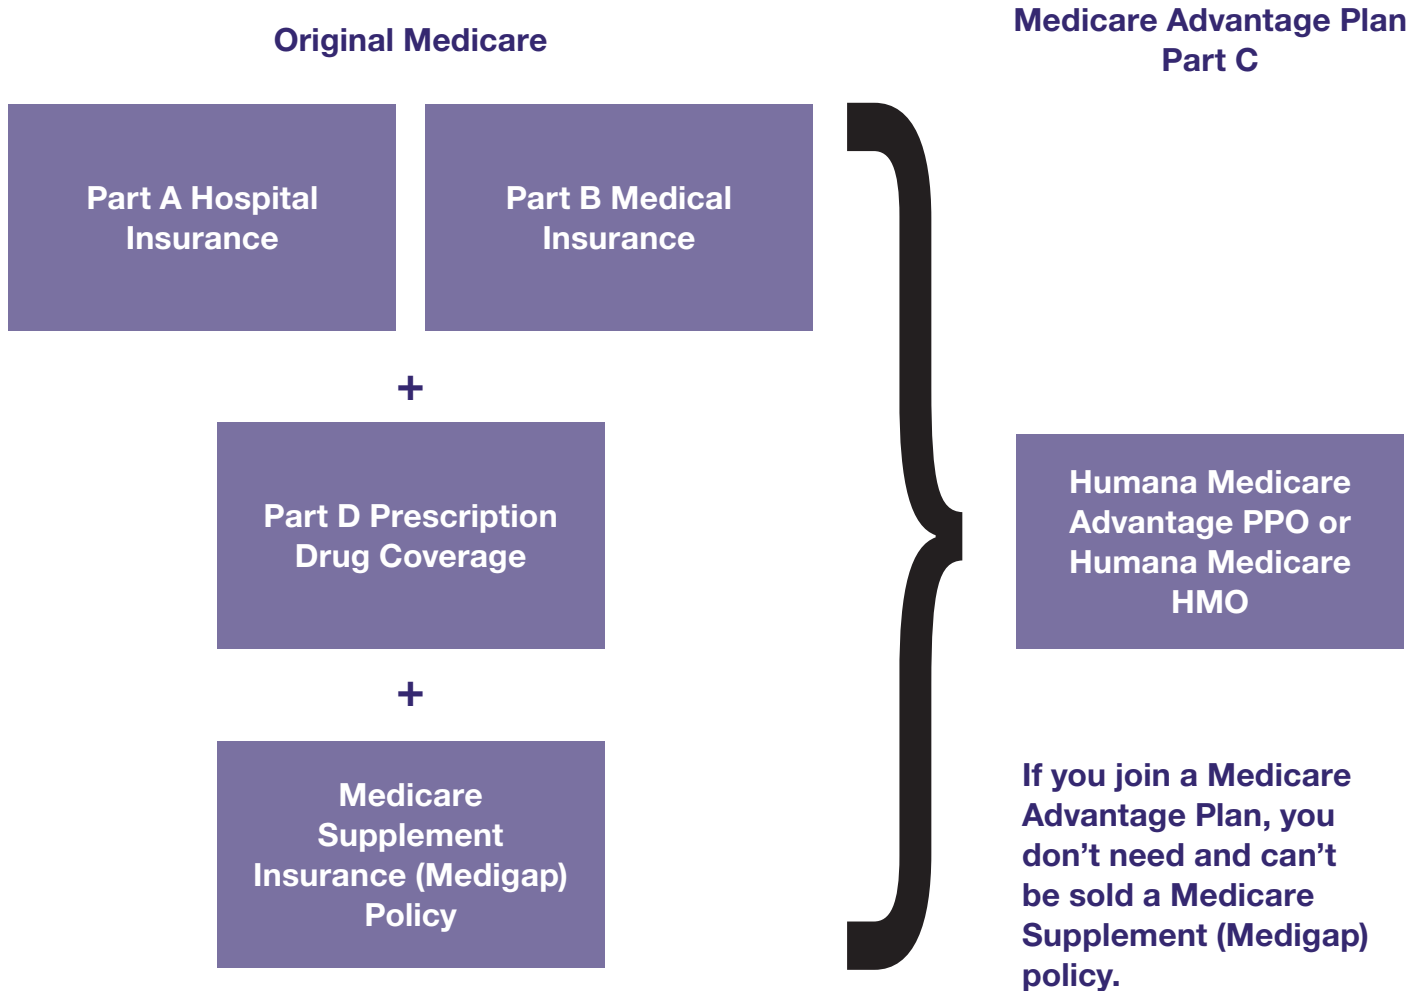 Original Medicare
Medicare Advantage Plan
Part C
Part A Hospital
Insurance
Part B Medical
Insurance
+
Part D Prescription
Drug Coverage
+
Medicare
Supplement
Insurance (Medigap)
Policy
Humana Medicare
Advantage PPO or
Humana Medicare
HMO
If you join a Medicare
Advantage Plan, you
don’t need and can’t
be sold a Medicare
Supplement (Medigap)
policy.